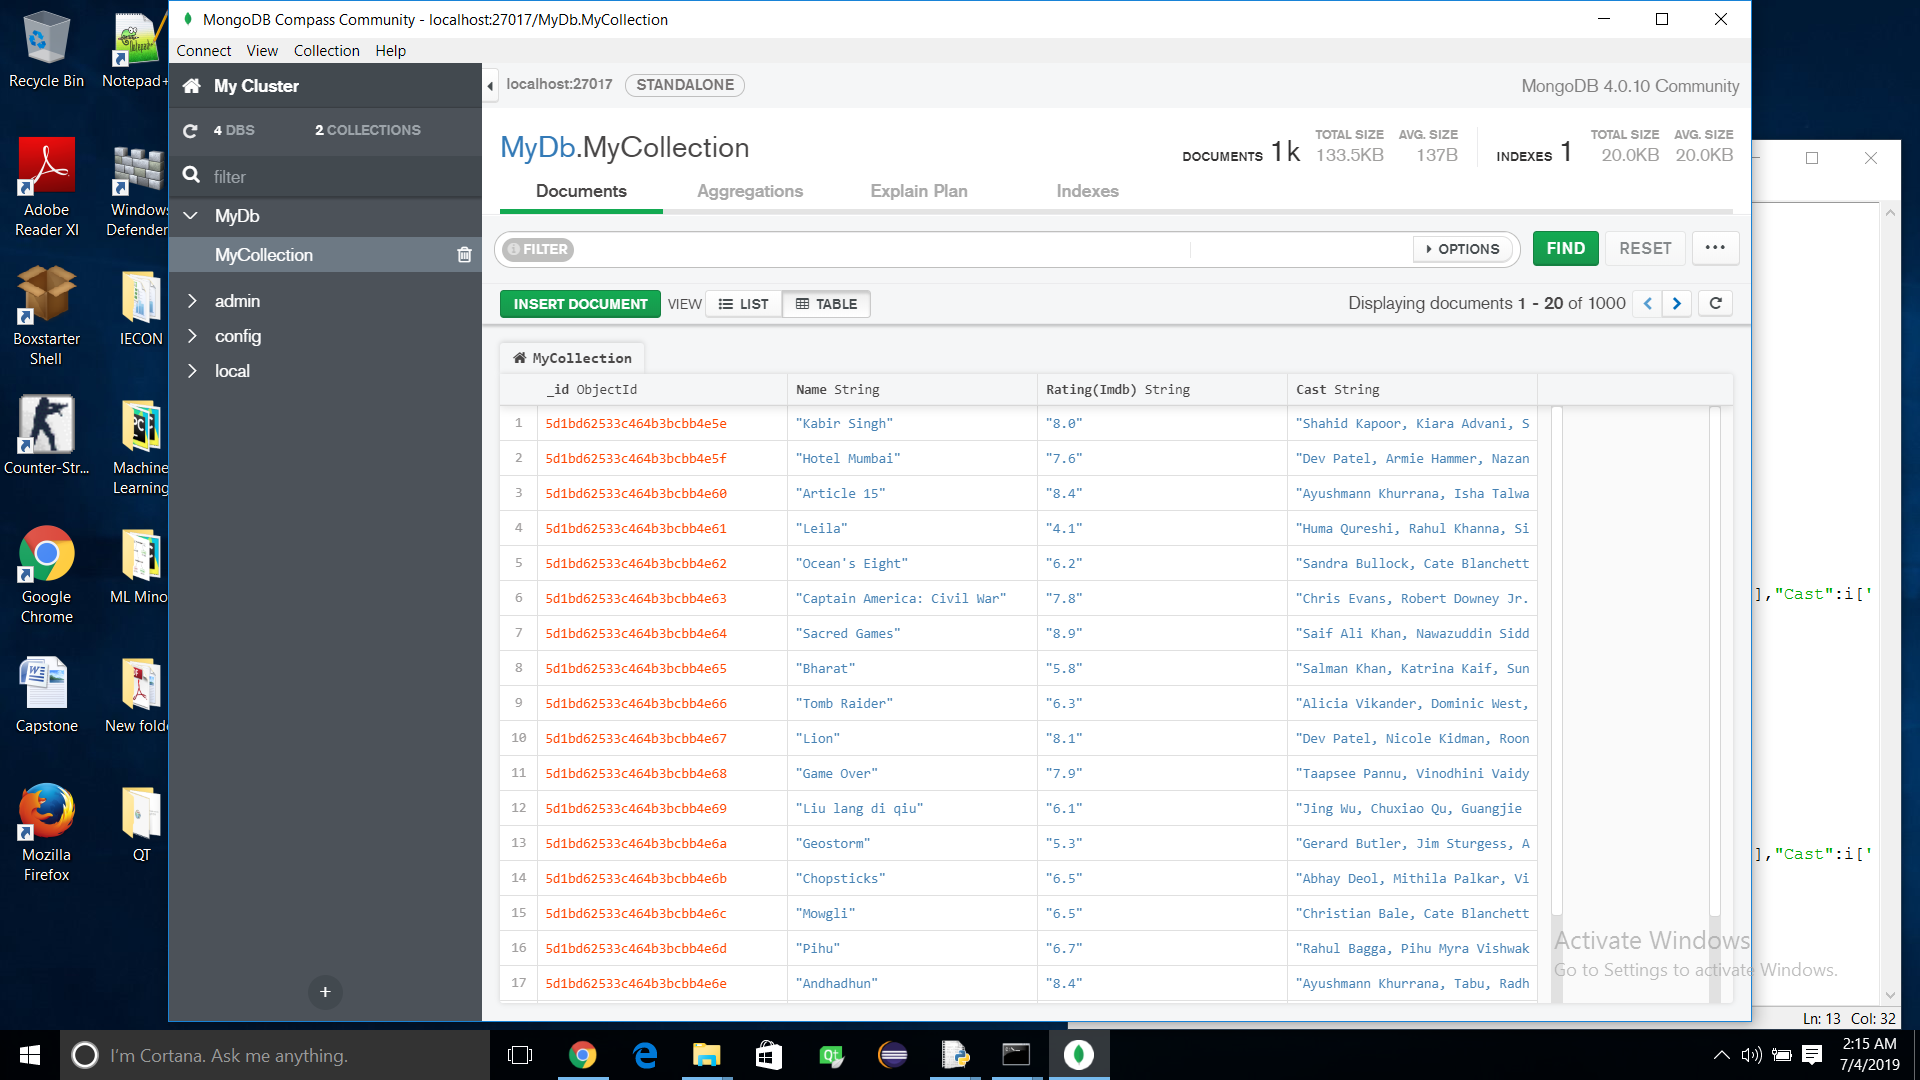 MongoDB Compass Community - localhost:27017/MyDb.MyCollection
Connect View Collection Help
My Cluster
4 DBS 2 COLLECTIONS
filter
MyDb
MyCollection
admin
config
local
+
localhost:27017 STANDALONE
MongoDB 4.0.10 Community
MyDb.MyCollection
DOCUMENTS 1k TOTAL SIZE 133.5KB AVG. SIZE 137B INDEXES 1 TOTAL SIZE 20.0KB AVG. SIZE 20.0KB
Documents Aggregations Explain Plan Indexes
FILTER OPTIONS FIND RESET ...
INSERT DOCUMENT VIEW LIST TABLE Displaying documents 1 - 20 of 1000
MyCollection
_id ObjectId Name String Rating(Imdb) String Cast String
1 5d1bd62533c464b3bcbb4e5e "Kabir Singh" "8.0" "Shahid Kapoor, Kiara Advani, S
2 5d1bd62533c464b3bcbb4e5f "Hotel Mumbai" "7.6" "Dev Patel, Armie Hammer, Nazan
3 5d1bd62533c464b3bcbb4e60 "Article 15" "8.4" "Ayushmann Khurrana, Isha Talwa
4 5d1bd62533c464b3bcbb4e61 "Leila" "4.1" "Huma Qureshi, Rahul Khanna, Si
5 5d1bd62533c464b3bcbb4e62 "Ocean's Eight" "6.2" "Sandra Bullock, Cate Blanchett
6 5d1bd62533c464b3bcbb4e63 "Captain America: Civil War" "7.8" "Chris Evans, Robert Downey Jr.
7 5d1bd62533c464b3bcbb4e64 "Sacred Games" "8.9" "Saif Ali Khan, Nawazuddin Sidd
8 5d1bd62533c464b3bcbb4e65 "Bharat" "5.8" "Salman Khan, Katrina Kaif, Sun
9 5d1bd62533c464b3bcbb4e66 "Tomb Raider" "6.3" "Alicia Vikander, Dominic West,
10 5d1bd62533c464b3bcbb4e67 "Lion" "8.1" "Dev Patel, Nicole Kidman, Roon
11 5d1bd62533c464b3bcbb4e68 "Game Over" "7.9" "Taapsee Pannu, Vinodhini Vaidy
12 5d1bd62533c464b3bcbb4e69 "Liu lang di qiu" "6.1" "Jing Wu, Chuxiao Qu, Guangjie
13 5d1bd62533c464b3bcbb4e6a "Geostorm" "5.3" "Gerard Butler, Jim Sturgess, A
14 5d1bd62533c464b3bcbb4e6b "Chopsticks" "6.5" "Abhay Deol, Mithila Palkar, Vi
15 5d1bd62533c464b3bcbb4e6c "Mowgli" "6.5" "Christian Bale, Cate Blanchett
16 5d1bd62533c464b3bcbb4e6d "Pihu" "6.7" "Rahul Bagga, Pihu Myra Vishwak
17 5d1bd62533c464b3bcbb4e6e "Andhadhun" "8.4" "Ayushmann Khurrana, Tabu, Radh
],"Cast":i['
],"Cast":i['
Activate Windows
Go to Settings to activate Windows.
Ln: 13 Col: 32
Recycle Bin
Notepad+
Adobe Reader XI
Windows Defender
Boxstarter Shell
IECON
Counter-Str...
Machine Learning
Google Chrome
ML Mino
Capstone
New folde
Mozilla Firefox
QT
I'm Cortana. Ask me anything.
2:15 AM
7/4/2019